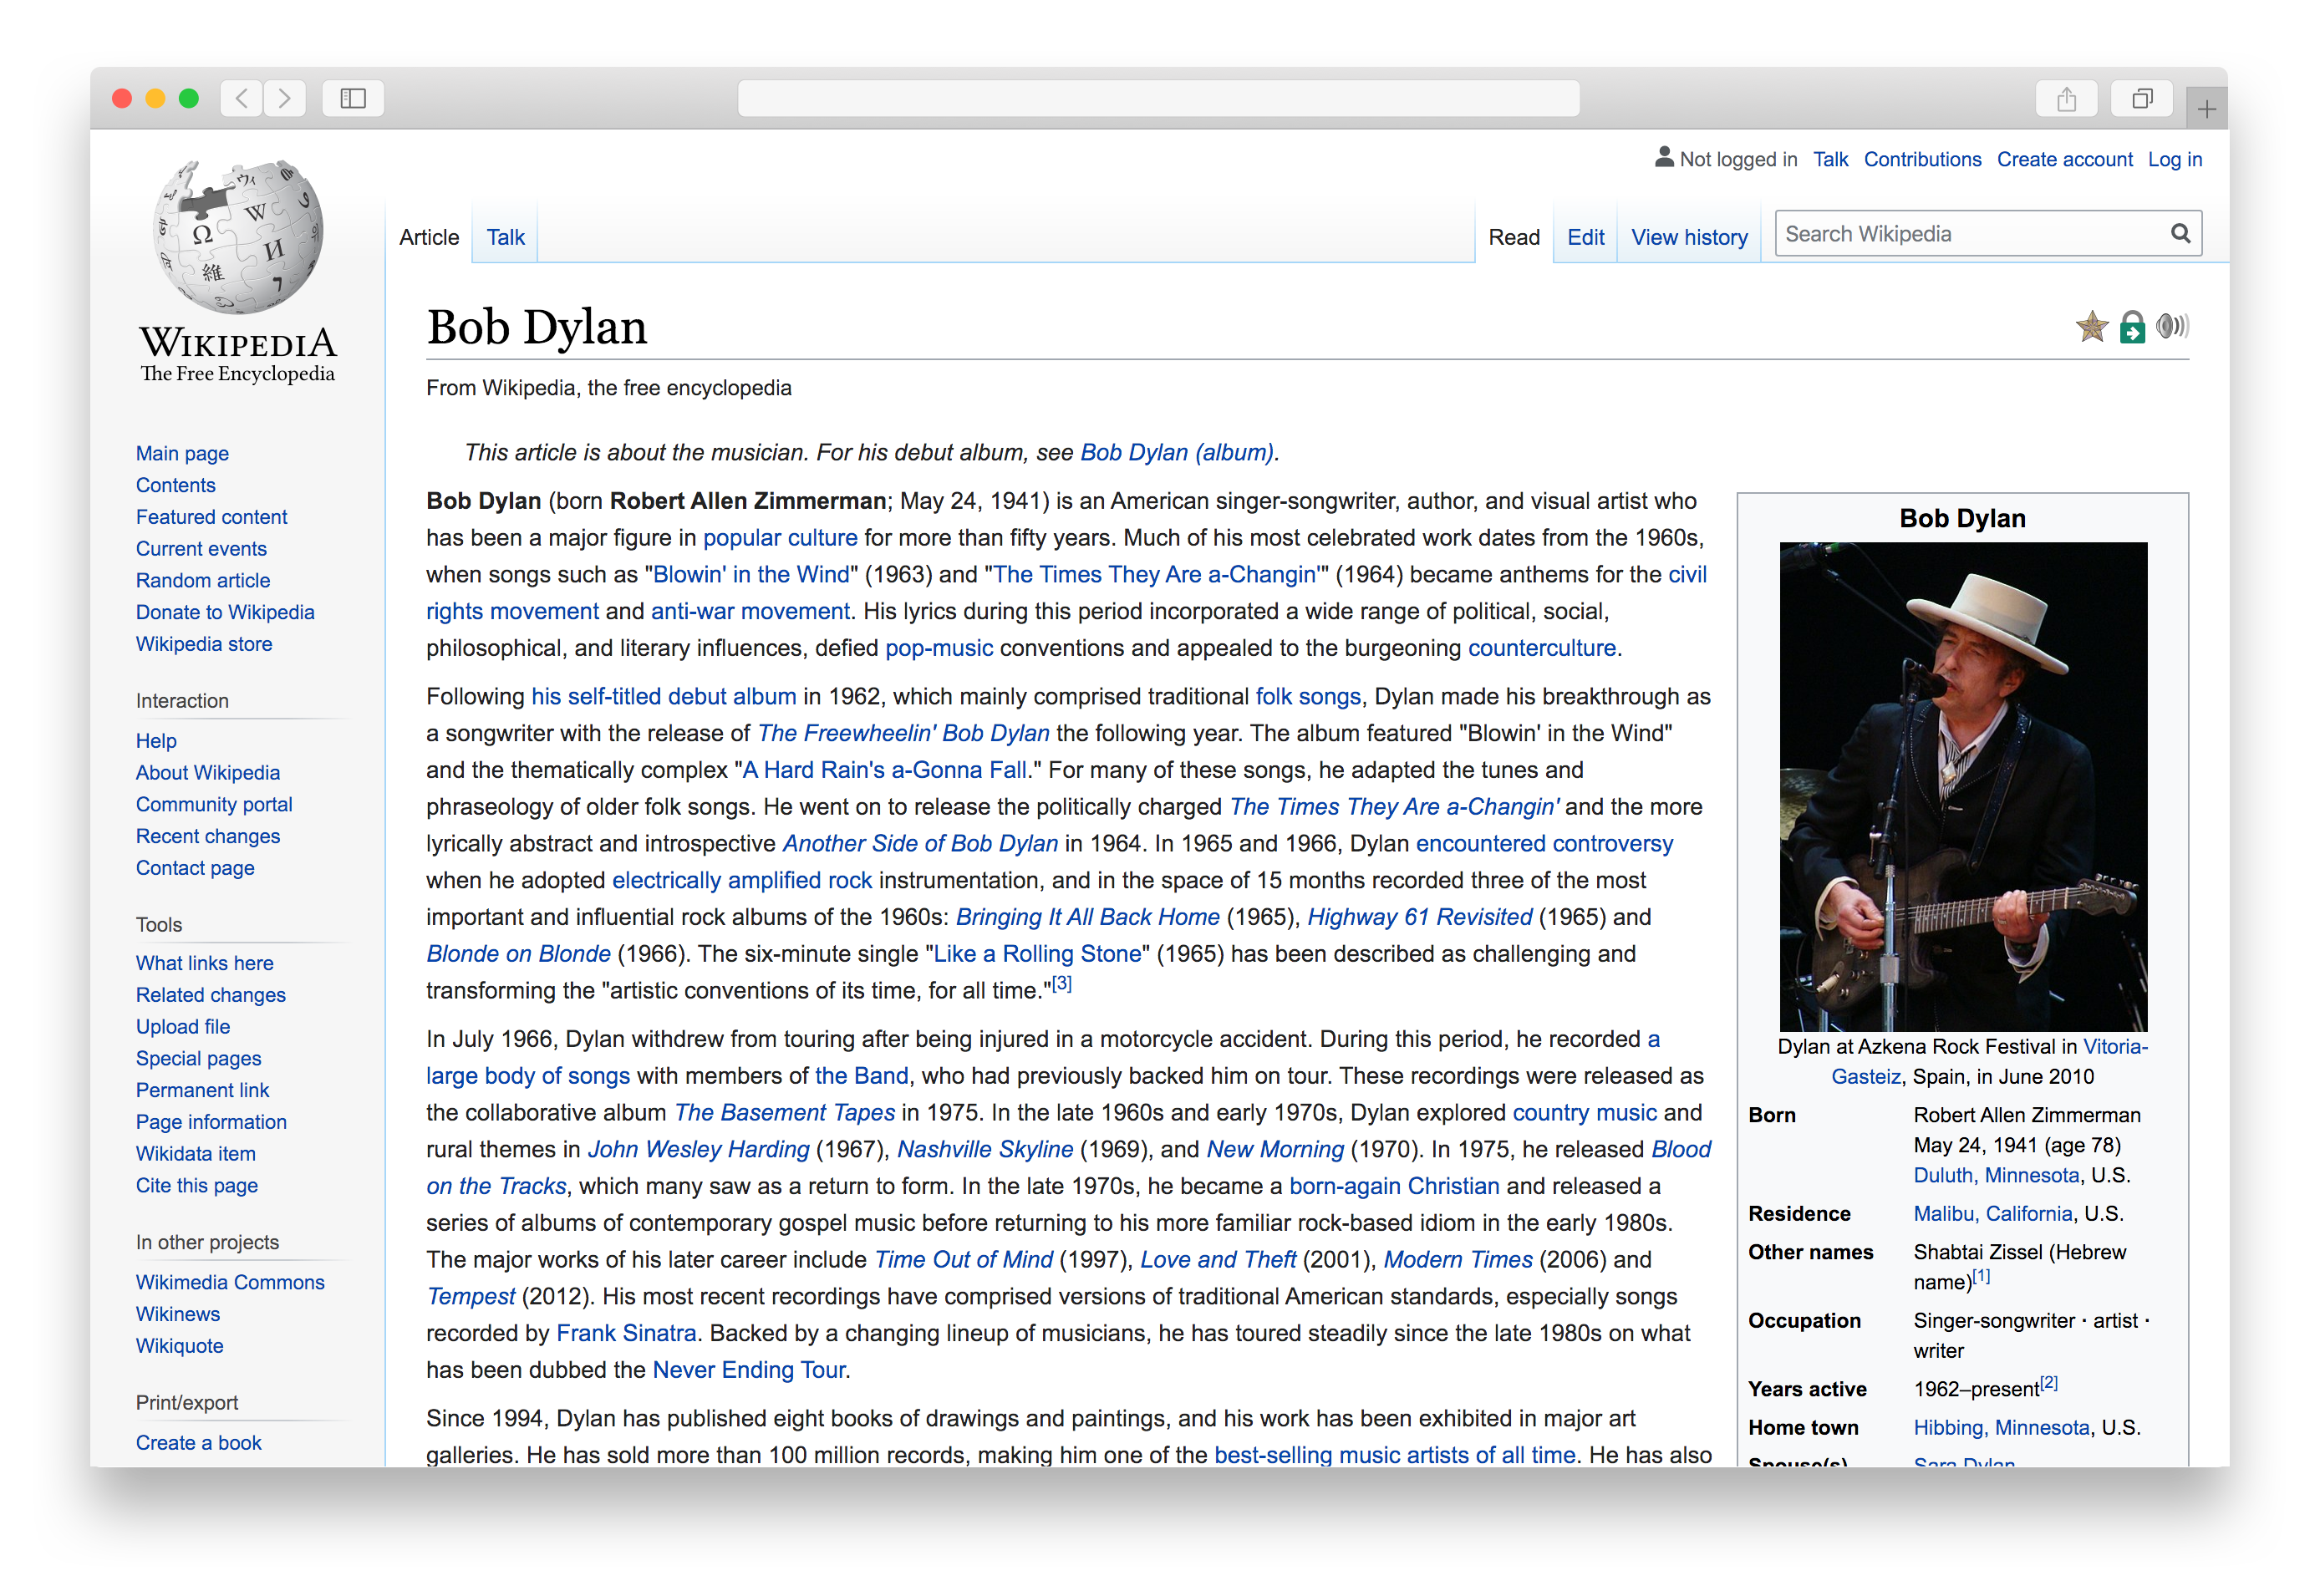 Not logged in Talk Contributions Create account Log in
Article Talk Read Edit View history Search Wikipedia
WIKIPEDIA
The Free Encyclopedia
Main page
Contents
Featured content
Current events
Random article
Donate to Wikipedia
Wikipedia store
Interaction
Help
About Wikipedia
Community portal
Recent changes
Contact page
Tools
What links here
Related changes
Upload file
Special pages
Permanent link
Page information
Wikidata item
Cite this page
In other projects
Wikimedia Commons
Wikinews
Wikiquote
Print/export
Create a book
Bob Dylan
From Wikipedia, the free encyclopedia
This article is about the musician. For his debut album, see Bob Dylan (album).
Bob Dylan (born Robert Allen Zimmerman; May 24, 1941) is an American singer-songwriter, author, and visual artist who
has been a major figure in popular culture for more than fifty years. Much of his most celebrated work dates from the 1960s,
when songs such as "Blowin' in the Wind" (1963) and "The Times They Are a-Changin'" (1964) became anthems for the civil
rights movement and anti-war movement. His lyrics during this period incorporated a wide range of political, social,
philosophical, and literary influences, defied pop-music conventions and appealed to the burgeoning counterculture.
Following his self-titled debut album in 1962, which mainly comprised traditional folk songs, Dylan made his breakthrough as
a songwriter with the release of The Freewheelin' Bob Dylan the following year. The album featured "Blowin' in the Wind"
and the thematically complex "A Hard Rain's a-Gonna Fall." For many of these songs, he adapted the tunes and
phraseology of older folk songs. He went on to release the politically charged The Times They Are a-Changin' and the more
lyrically abstract and introspective Another Side of Bob Dylan in 1964. In 1965 and 1966, Dylan encountered controversy
when he adopted electrically amplified rock instrumentation, and in the space of 15 months recorded three of the most
important and influential rock albums of the 1960s: Bringing It All Back Home (1965), Highway 61 Revisited (1965) and
Blonde on Blonde (1966). The six-minute single "Like a Rolling Stone" (1965) has been described as challenging and
transforming the "artistic conventions of its time, for all time."[3]
In July 1966, Dylan withdrew from touring after being injured in a motorcycle accident. During this period, he recorded a
large body of songs with members of the Band, who had previously backed him on tour. These recordings were released as
the collaborative album The Basement Tapes in 1975. In the late 1960s and early 1970s, Dylan explored country music and
rural themes in John Wesley Harding (1967), Nashville Skyline (1969), and New Morning (1970). In 1975, he released Blood
on the Tracks, which many saw as a return to form. In the late 1970s, he became a born-again Christian and released a
series of albums of contemporary gospel music before returning to his more familiar rock-based idiom in the early 1980s.
The major works of his later career include Time Out of Mind (1997), Love and Theft (2001), Modern Times (2006) and
Tempest (2012). His most recent recordings have comprised versions of traditional American standards, especially songs
recorded by Frank Sinatra. Backed by a changing lineup of musicians, he has toured steadily since the late 1980s on what
has been dubbed the Never Ending Tour.
Since 1994, Dylan has published eight books of drawings and paintings, and his work has been exhibited in major art
galleries. He has sold more than 100 million records, making him one of the best-selling music artists of all time. He has also
Bob Dylan
Dylan at Azkena Rock Festival in Vitoria-
Gasteiz, Spain, in June 2010
Born Robert Allen Zimmerman
May 24, 1941 (age 78)
Duluth, Minnesota, U.S.
Residence Malibu, California, U.S.
Other names Shabtai Zissel (Hebrew
name)[1]
Occupation Singer-songwriter · artist ·
writer
Years active 1962–present[2]
Home town Hibbing, Minnesota, U.S.
Spouse(s) Sara Dylan